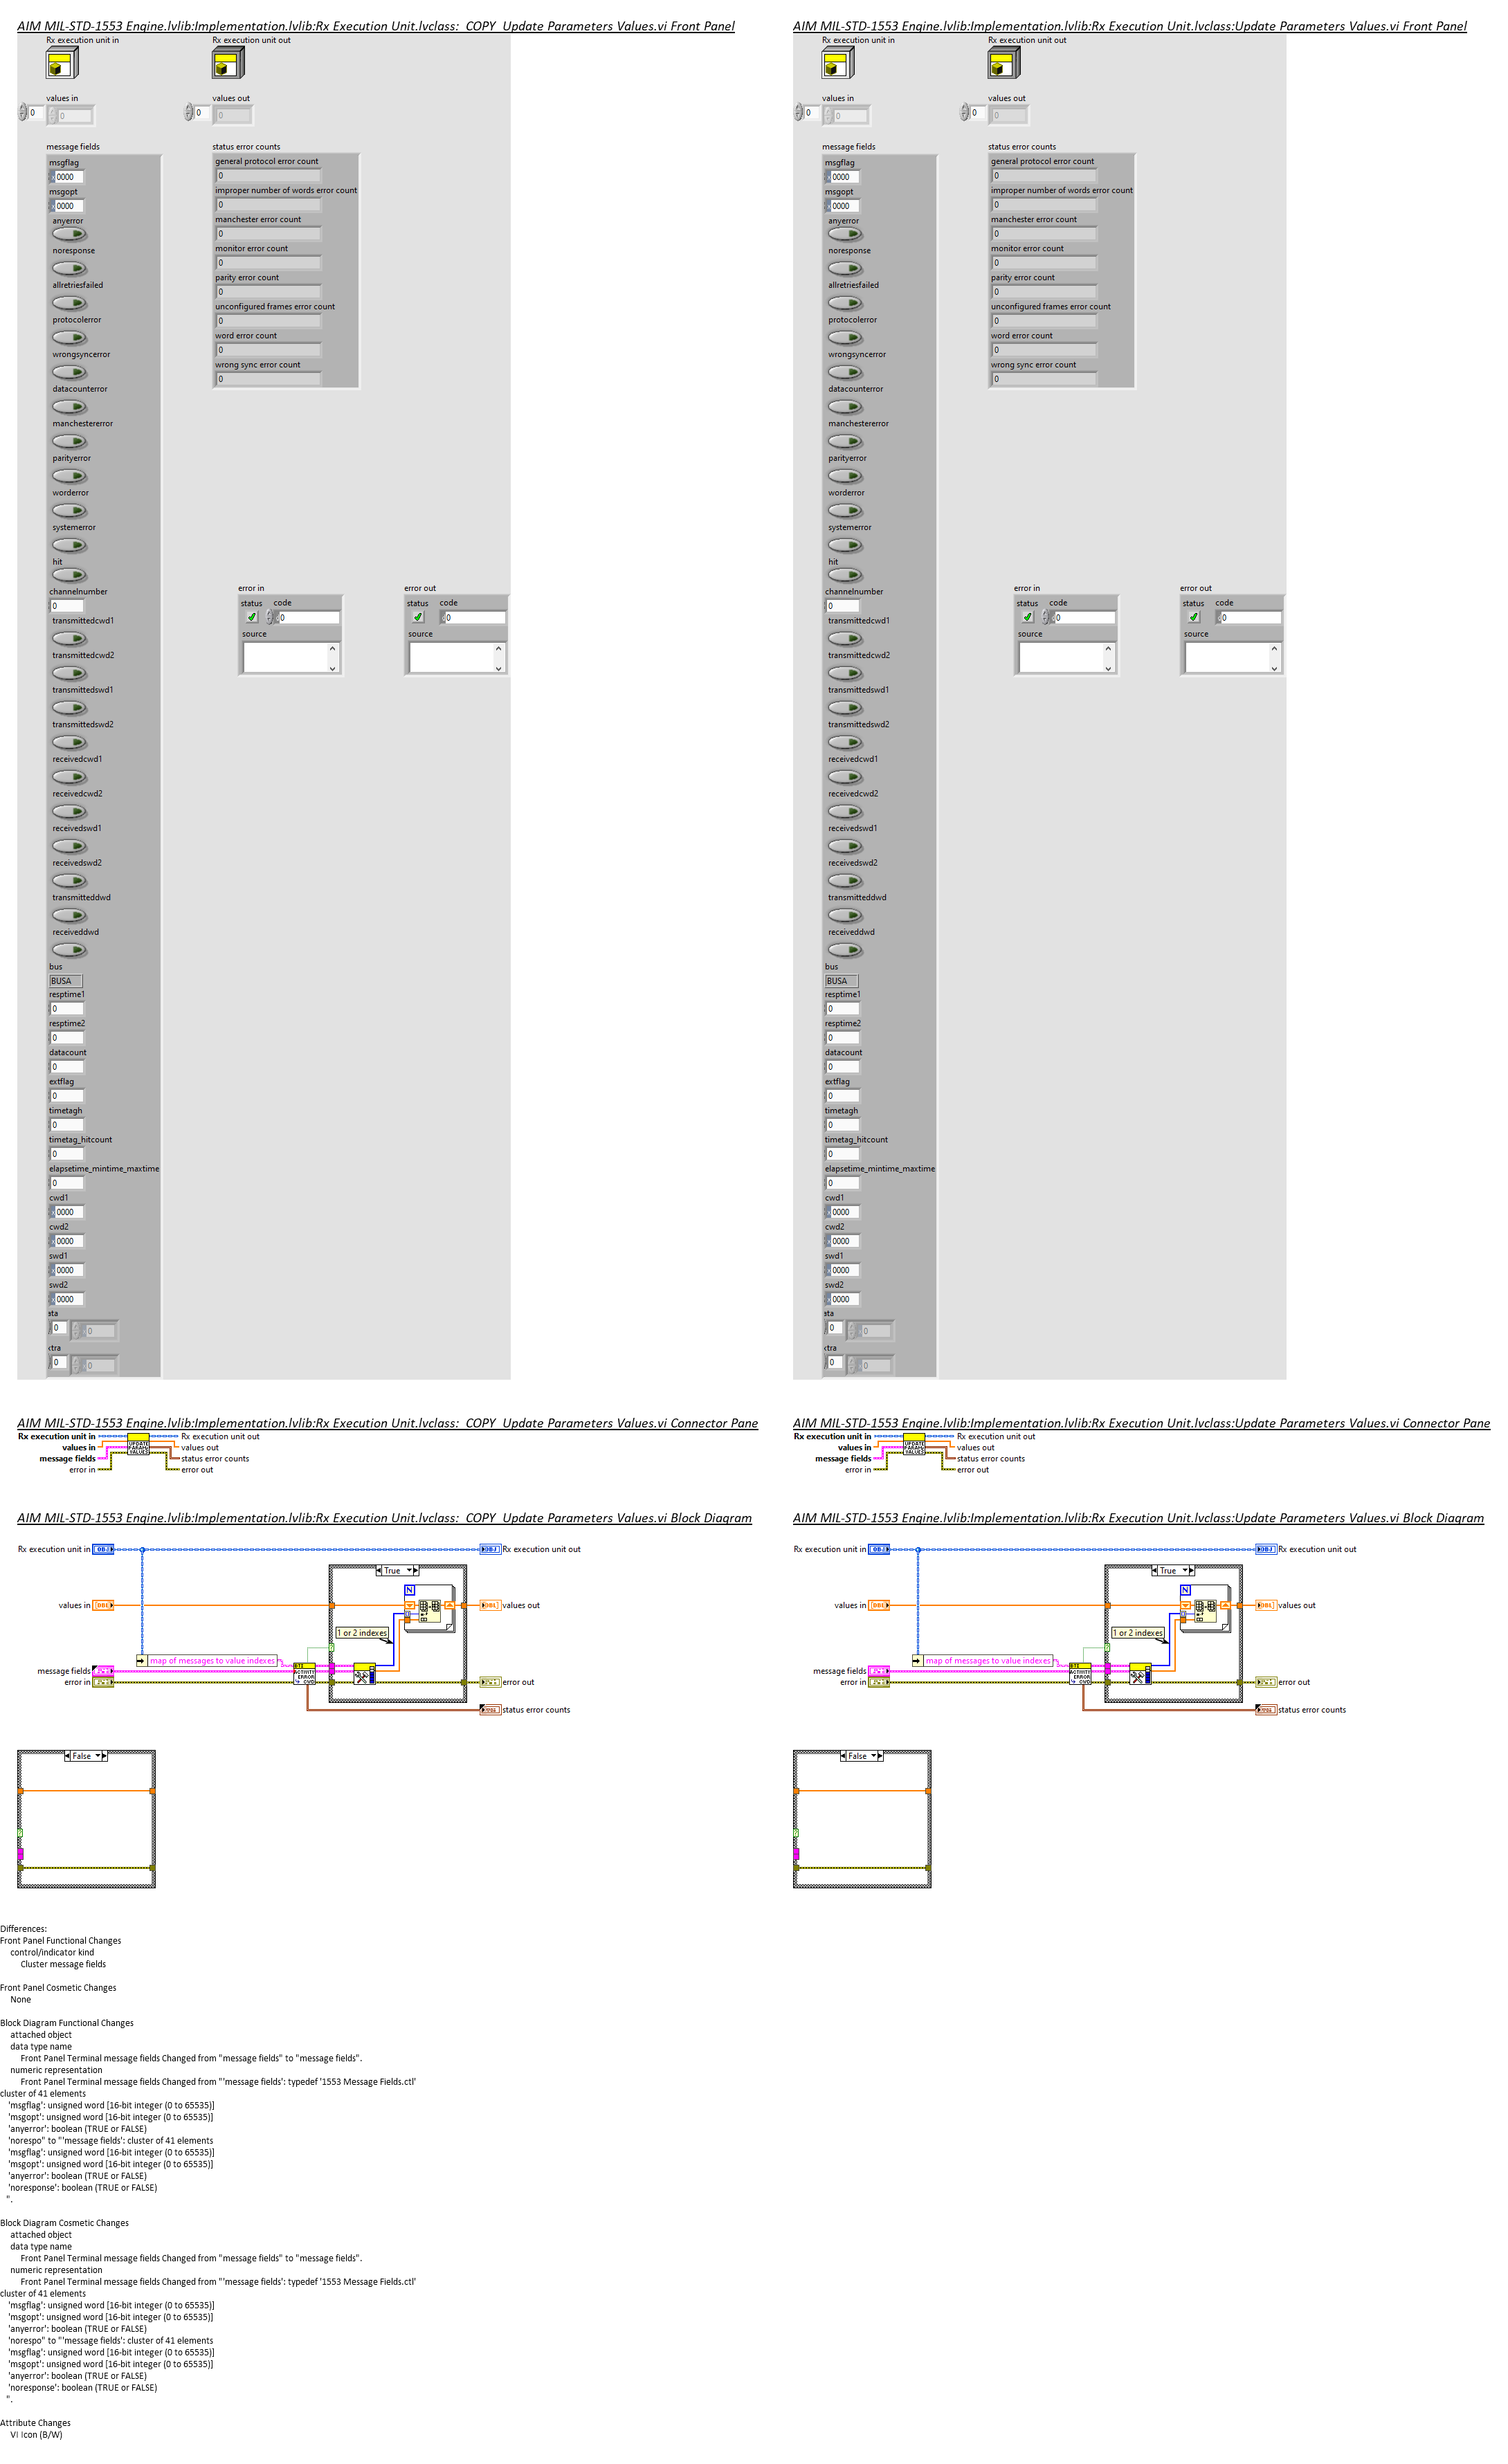 AIM MIL-STD-1553 Engine.lvlib:Implementation.lvlib:Rx Execution Unit.lvclass:_COPY_Update Parameters Values.vi Front Panel
Rx execution unit in
Rx execution unit out
values in
values out
0
0
0
0
message fields
status error counts
msgflag
0000
msgopt
0000
anyerror
noresponse
allretriesfailed
protocolerror
wrongsyncerror
datacounterror
manchestererror
parityerror
worderror
systemerror
hit
channelnumber
0
transmittedcwd1
transmittedcwd2
transmittedswd1
transmittedswd2
receivedcwd1
receivedcwd2
receivedswd1
receivedswd2
transmitteddwd
receiveddwd
bus
BUSA
resptime1
0
resptime2
0
datacount
0
extflag
0
timetagh
0
timetag_hitcount
0
elapsetime_mintime_maxtime
0
cwd1
0000
cwd2
0000
swd1
0000
swd2
0000
ata
0
0
xtra
0
0
general protocol error count
0
improper number of words error count
0
manchester error count
0
monitor error count
0
parity error count
0
unconfigured frames error count
0
word error count
0
wrong sync error count
0
error in
status code
0
source
error out
status code
0
source
AIM MIL-STD-1553 Engine.lvlib:Implementation.lvlib:Rx Execution Unit.lvclass:Update Parameters Values.vi Front Panel
Rx execution unit in
Rx execution unit out
values in
values out
0
0
0
0
message fields
status error counts
msgflag
0000
msgopt
0000
anyerror
noresponse
allretriesfailed
protocolerror
wrongsyncerror
datacounterror
manchestererror
parityerror
worderror
systemerror
hit
channelnumber
0
transmittedcwd1
transmittedcwd2
transmittedswd1
transmittedswd2
receivedcwd1
receivedcwd2
receivedswd1
receivedswd2
transmitteddwd
receiveddwd
bus
BUSA
resptime1
0
resptime2
0
datacount
0
extflag
0
timetagh
0
timetag_hitcount
0
elapsetime_mintime_maxtime
0
cwd1
0000
cwd2
0000
swd1
0000
swd2
0000
ata
0
0
xtra
0
0
general protocol error count
0
improper number of words error count
0
manchester error count
0
monitor error count
0
parity error count
0
unconfigured frames error count
0
word error count
0
wrong sync error count
0
error in
status code
0
source
error out
status code
0
source
AIM MIL-STD-1553 Engine.lvlib:Implementation.lvlib:Rx Execution Unit.lvclass:_COPY_Update Parameters Values.vi Connector Pane
Rx execution unit in
values in
message fields
error in
UPDATE
PARAM
VALUES
Rx execution unit out
values out
status error counts
error out
AIM MIL-STD-1553 Engine.lvlib:Implementation.lvlib:Rx Execution Unit.lvclass:Update Parameters Values.vi Connector Pane
Rx execution unit in
values in
message fields
error in
UPDATE
PARAM
VALUES
Rx execution unit out
values out
status error counts
error out
AIM MIL-STD-1553 Engine.lvlib:Implementation.lvlib:Rx Execution Unit.lvclass:_COPY_Update Parameters Values.vi Block Diagram
Rx execution unit in
OBJ
OBJ
Rx execution unit out
True
N
values in
DBL
DBL
values out
1 or 2 indexes
map of messages to value indexes
message fields
error in
ACTIVITY
ERROR
CWD
error out
status error counts
False
AIM MIL-STD-1553 Engine.lvlib:Implementation.lvlib:Rx Execution Unit.lvclass:Update Parameters Values.vi Block Diagram
Rx execution unit in
OBJ
OBJ
Rx execution unit out
True
N
values in
DBL
DBL
values out
1 or 2 indexes
map of messages to value indexes
message fields
error in
ACTIVITY
ERROR
CWD
error out
status error counts
False
Differences:
Front Panel Functional Changes
control/indicator kind
Cluster message fields
Front Panel Cosmetic Changes
None
Block Diagram Functional Changes
attached object
data type name
Front Panel Terminal message fields Changed from "message fields" to "message fields".
numeric representation
Front Panel Terminal message fields Changed from "'message fields': typedef '1553 Message Fields.ctl'
cluster of 41 elements
'msgflag': unsigned word [16-bit integer (0 to 65535)]
'msgopt': unsigned word [16-bit integer (0 to 65535)]
'anyerror': boolean (TRUE or FALSE)
'norespo" to "'message fields': cluster of 41 elements
'msgflag': unsigned word [16-bit integer (0 to 65535)]
'msgopt': unsigned word [16-bit integer (0 to 65535)]
'anyerror': boolean (TRUE or FALSE)
'noresponse': boolean (TRUE or FALSE)
".
Block Diagram Cosmetic Changes
attached object
data type name
Front Panel Terminal message fields Changed from "message fields" to "message fields".
numeric representation
Front Panel Terminal message fields Changed from "'message fields': typedef '1553 Message Fields.ctl'
cluster of 41 elements
'msgflag': unsigned word [16-bit integer (0 to 65535)]
'msgopt': unsigned word [16-bit integer (0 to 65535)]
'anyerror': boolean (TRUE or FALSE)
'norespo" to "'message fields': cluster of 41 elements
'msgflag': unsigned word [16-bit integer (0 to 65535)]
'msgopt': unsigned word [16-bit integer (0 to 65535)]
'anyerror': boolean (TRUE or FALSE)
'noresponse': boolean (TRUE or FALSE)
".
Attribute Changes
VI Icon (B/W)